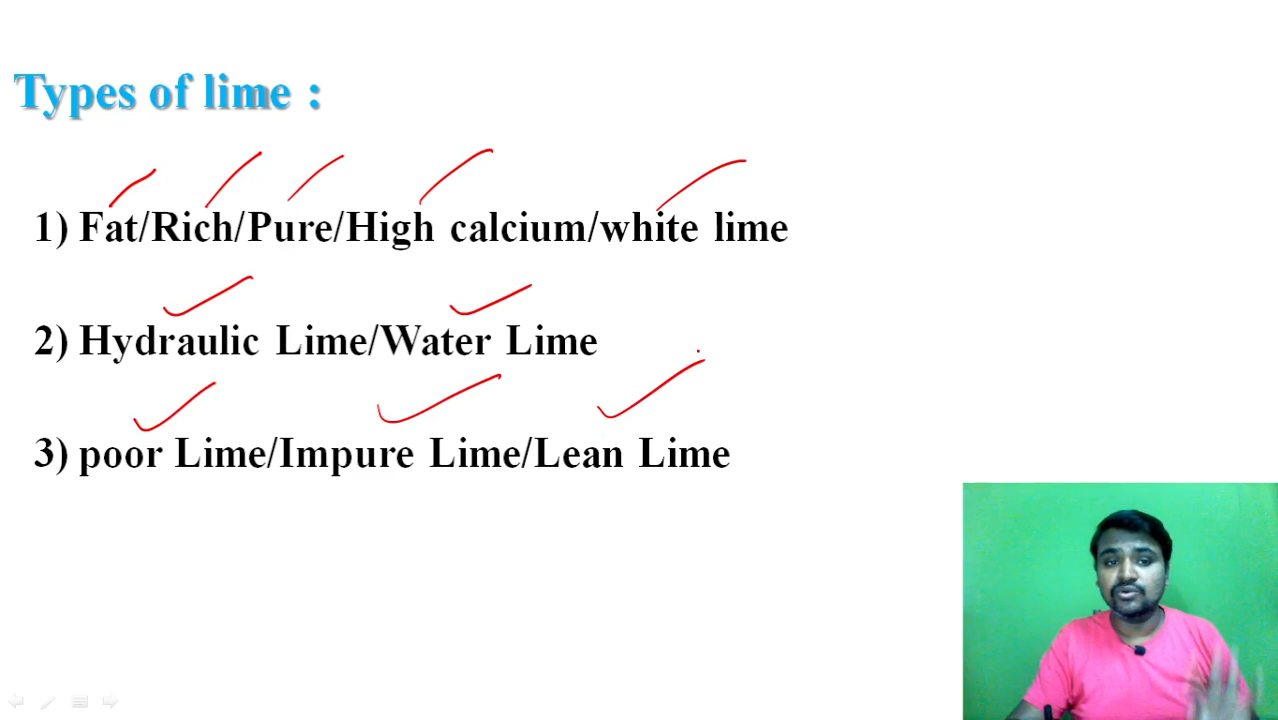 Types of lime :
1) Fat/Rich/Pure/High calcium/white lime
2) Hydraulic Lime/Water Lime
3) poor Lime/Impure Lime/Lean Lime